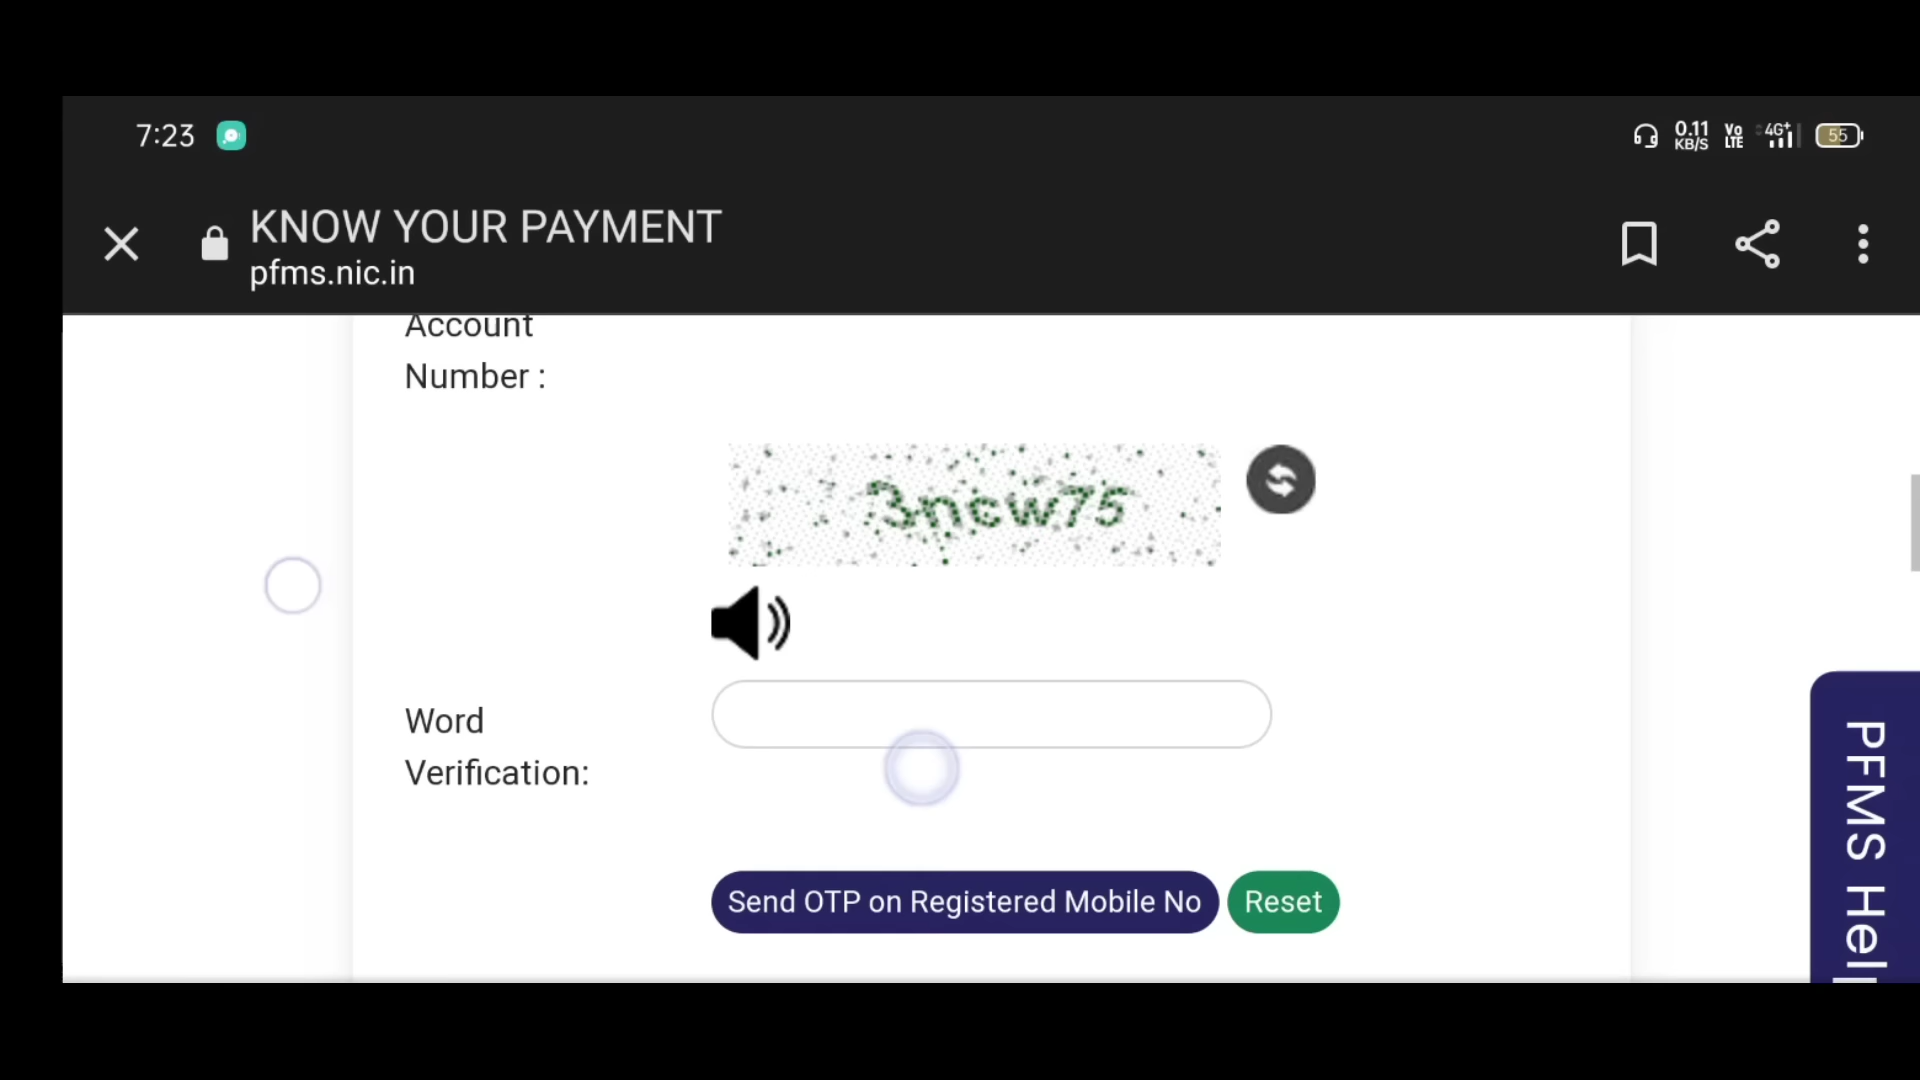 7:23
0.11
KB/S
Vo
LTE
4G+
55
KNOW YOUR PAYMENT
pfms.nic.in
Account
Number :
Word
Verification:
Send OTP on Registered Mobile No
Reset
PFMS Hel